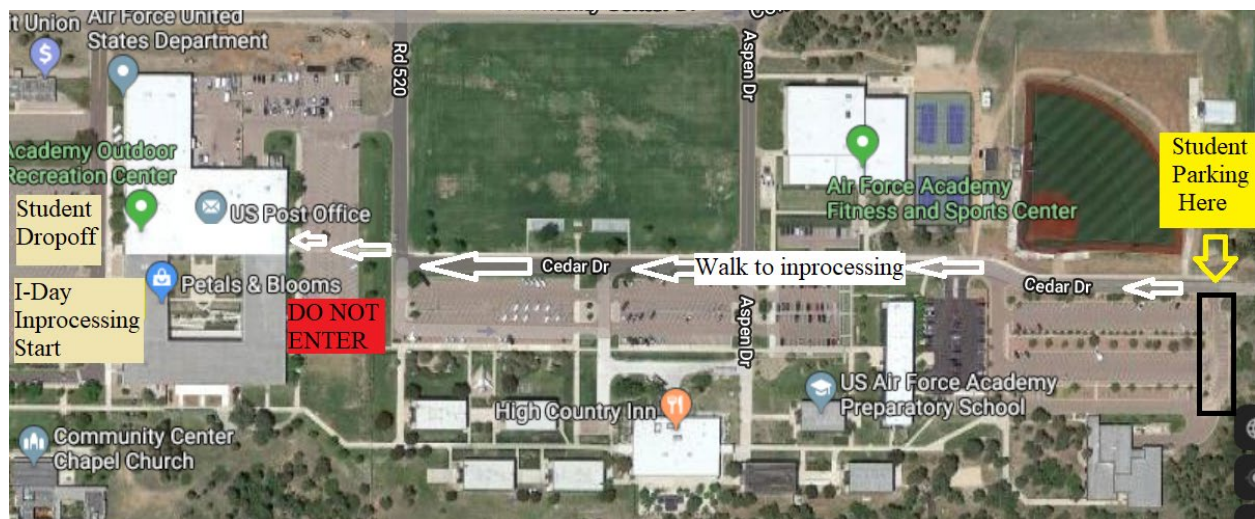 it Union
Air Force United
States Department
Rd 520
Aspen Dr
Academy Outdoor
Recreation Center
US Post Office
Student
Dropoff
Petals & Blooms
I-Day
Inprocessing
Start
DO NOT
ENTER
Cedar Dr
Walk to inprocessing
Air Force Academy
Fitness and Sports Center
Student
Parking
Here
Cedar Dr
Aspen Dr
High Country Inn
US Air Force Academy
Preparatory School
Community Center
Chapel Church